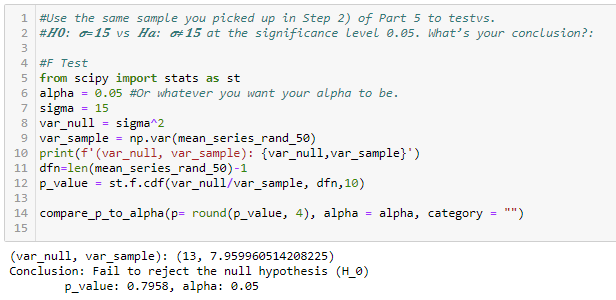 1 #Use the same sample you picked up in Step 2) of Part 5 to testvs.
2 #H0: σ=15 vs Ha: σ≠15 at the significance level 0.05. What’s your conclusion?:
3
4 #F Test
5 from scipy import stats as st
6 alpha = 0.05 #Or whatever you want your alpha to be.
7 sigma = 15
8 var_null = sigma^2
9 var_sample = np.var(mean_series_rand_50)
10 print(f'(var_null, var_sample): {var_null,var_sample}')
11 dfn=len(mean_series_rand_50)-1
12 p_value = st.f.cdf(var_null/var_sample, dfn,10)
13
14 compare_p_to_alpha(p= round(p_value, 4), alpha = alpha, category = "")
15
(var_null, var_sample): (13, 7.959960514208225)
Conclusion: Fail to reject the null hypothesis (H_0)
p_value: 0.7958, alpha: 0.05